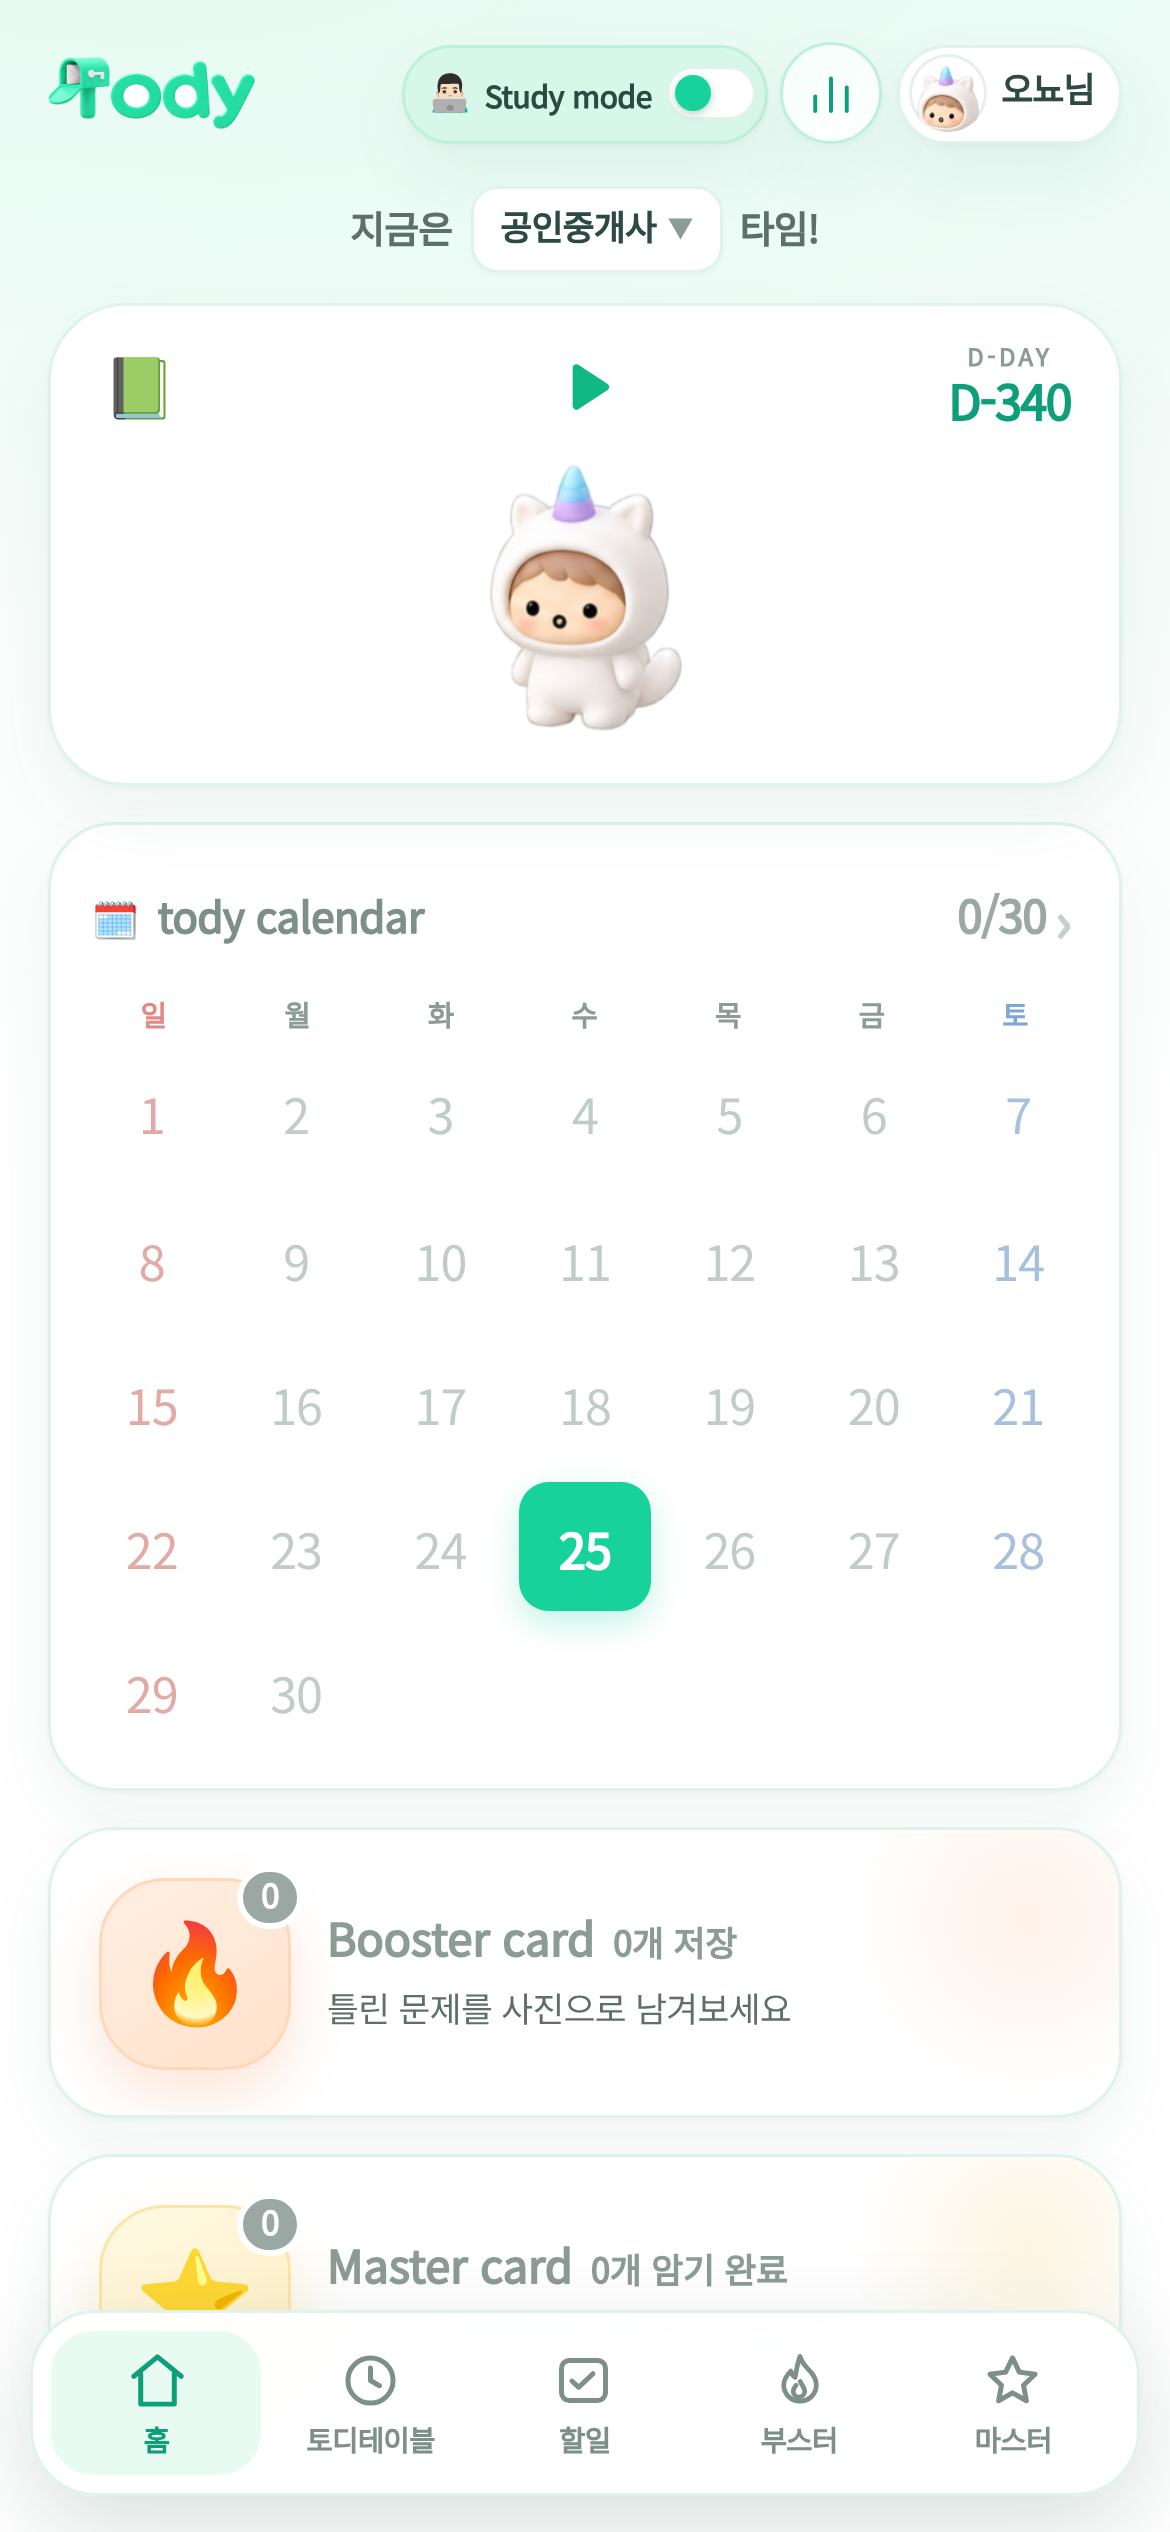 Tody
Study mode
오뇨님
지금은 공인중개사 ▼ 타임!
D-DAY
D-340
tody calendar 0/30 ›
일 월 화 수 목 금 토
1 2 3 4 5 6 7
8 9 10 11 12 13 14
15 16 17 18 19 20 21
22 23 24 25 26 27 28
29 30
0
Booster card 0개 저장
틀린 문제를 사진으로 남겨보세요
0
Master card 0개 암기 완료
홈 토디테이블 할일 부스터 마스터